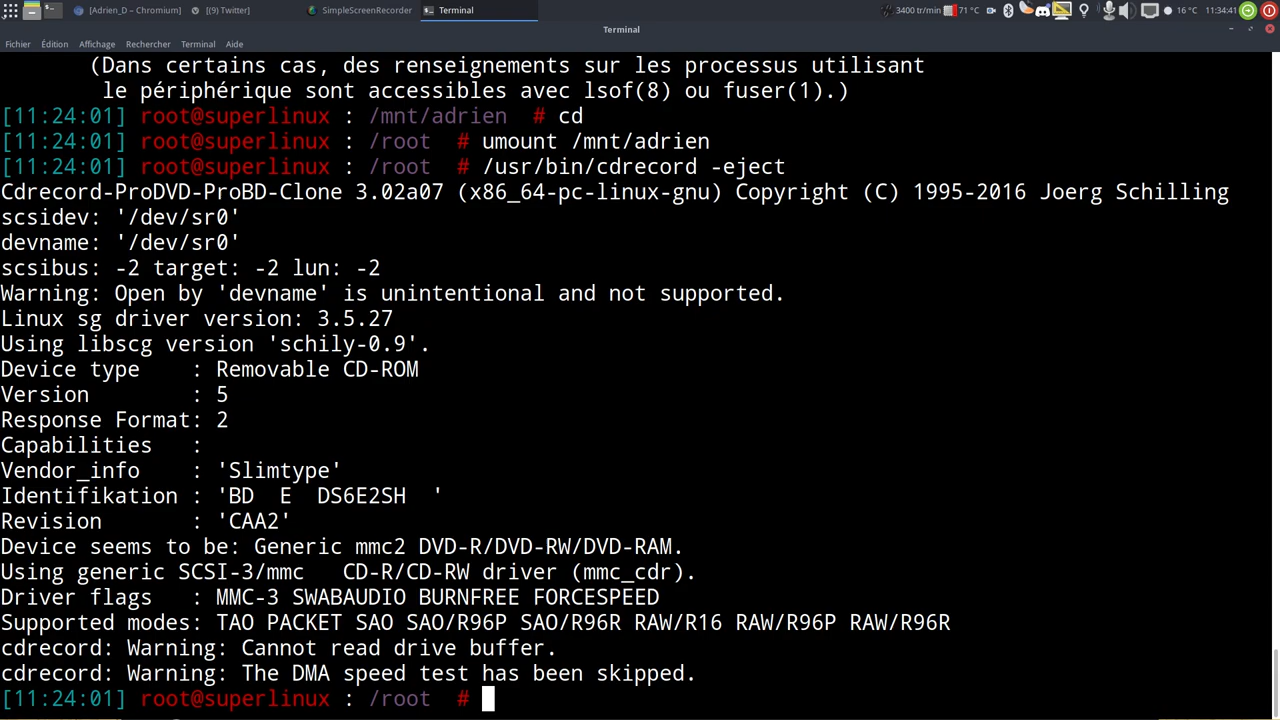 [Adrien_D – Chromium]
[(9) Twitter]
SimpleScreenRecorder
Terminal
3400 tr/min
71 °C
16 °C
11:34:41
Terminal
Fichier Édition Affichage Rechercher Terminal Aide
(Dans certains cas, des renseignements sur les processus utilisant
le périphérique sont accessibles avec lsof(8) ou fuser(1).)
[11:24:01] root@superlinux : /mnt/adrien # cd
[11:24:01] root@superlinux : /root # umount /mnt/adrien
[11:24:01] root@superlinux : /root # /usr/bin/cdrecord -eject
Cdrecord-ProDVD-ProBD-Clone 3.02a07 (x86_64-pc-linux-gnu) Copyright (C) 1995-2016 Joerg Schilling
scsidev: '/dev/sr0'
devname: '/dev/sr0'
scsibus: -2 target: -2 lun: -2
Warning: Open by 'devname' is unintentional and not supported.
Linux sg driver version: 3.5.27
Using libscg version 'schily-0.9'.
Device type    : Removable CD-ROM
Version        : 5
Response Format: 2
Capabilities   :
Vendor_info    : 'Slimtype'
Identifikation : 'BD  E  DS6E2SH  '
Revision       : 'CAA2'
Device seems to be: Generic mmc2 DVD-R/DVD-RW/DVD-RAM.
Using generic SCSI-3/mmc   CD-R/CD-RW driver (mmc_cdr).
Driver flags   : MMC-3 SWABAUDIO BURNFREE FORCESPEED
Supported modes: TAO PACKET SAO SAO/R96P SAO/R96R RAW/R16 RAW/R96P RAW/R96R
cdrecord: Warning: Cannot read drive buffer.
cdrecord: Warning: The DMA speed test has been skipped.
[11:24:01] root@superlinux : /root #